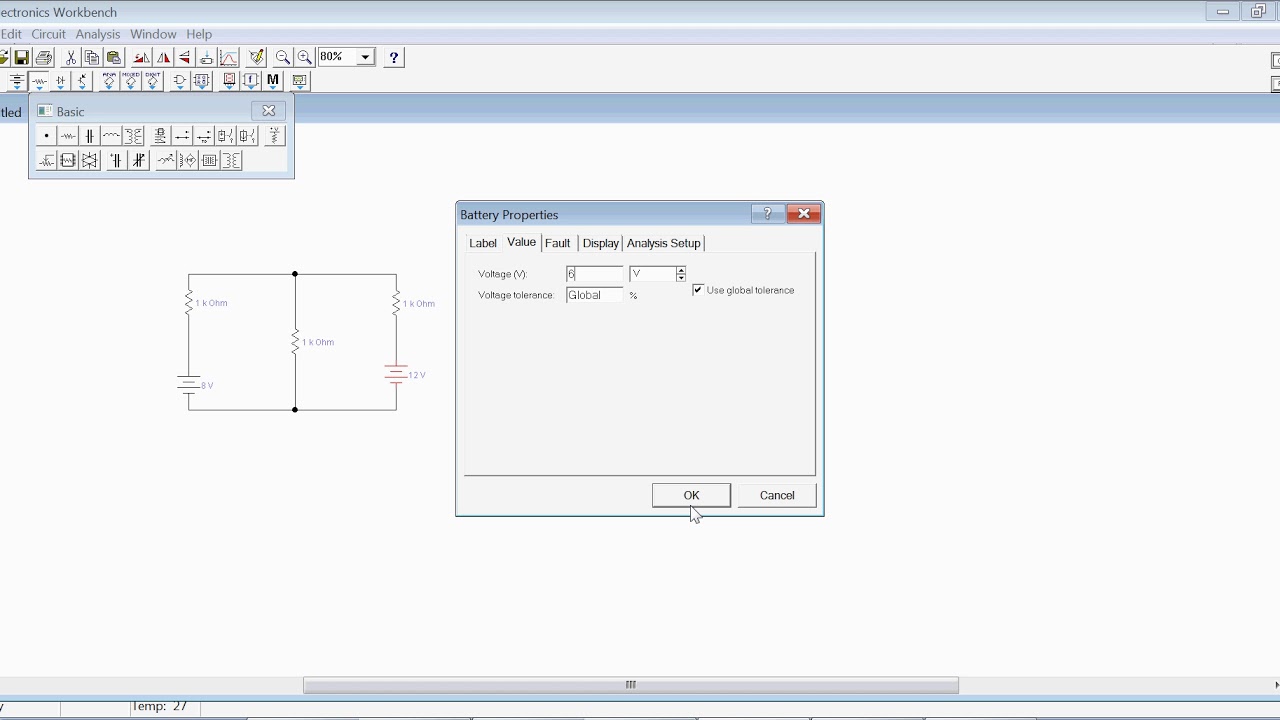 ectronics Workbench
Edit Circuit Analysis Window Help
80% ?
M
tled
Basic
Battery Properties
?
Label Value Fault Display Analysis Setup
Voltage (V): 6 V
Voltage tolerance: Global %
Use global tolerance
1 k Ohm
1 k Ohm
1 k Ohm
8 V
12 V
OK Cancel
y
Temp: 27